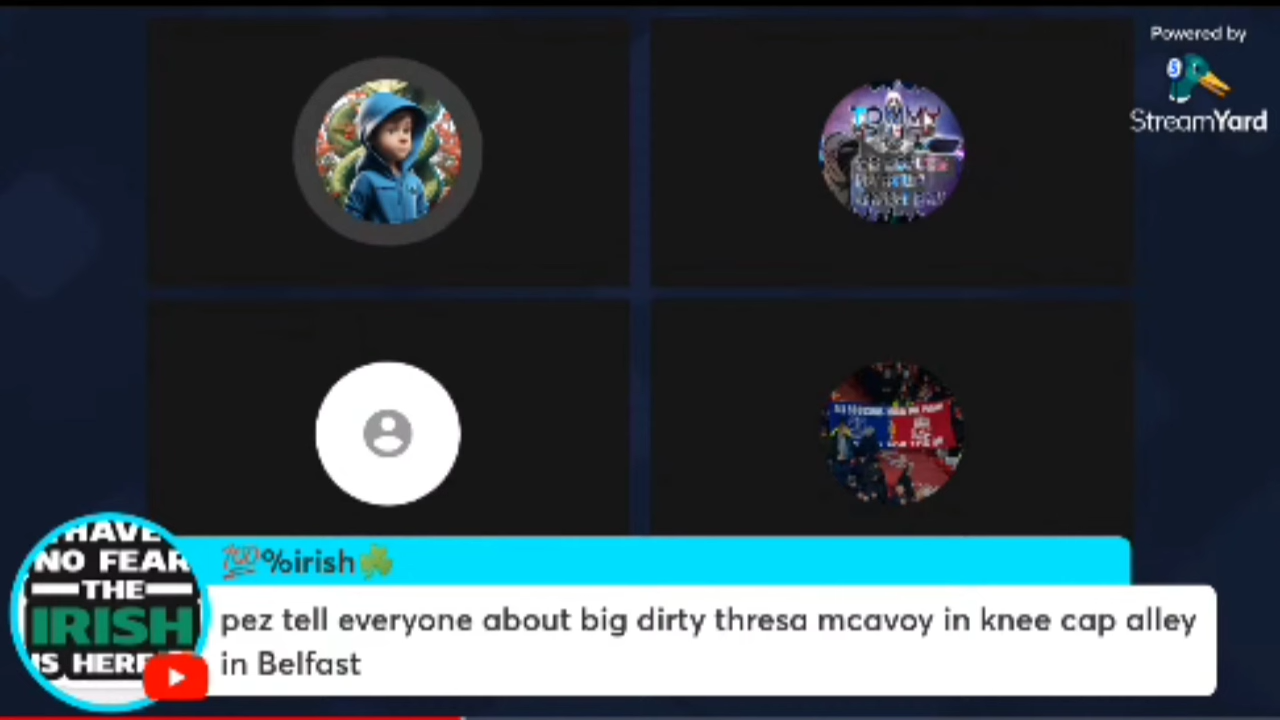 Powered by
StreamYard
TOMMY
I HAVE
NO FEAR
THE
IRISH
IS HERE
💯%irish☘️
pez tell everyone about big dirty thresa mcavoy in knee cap alley
in Belfast